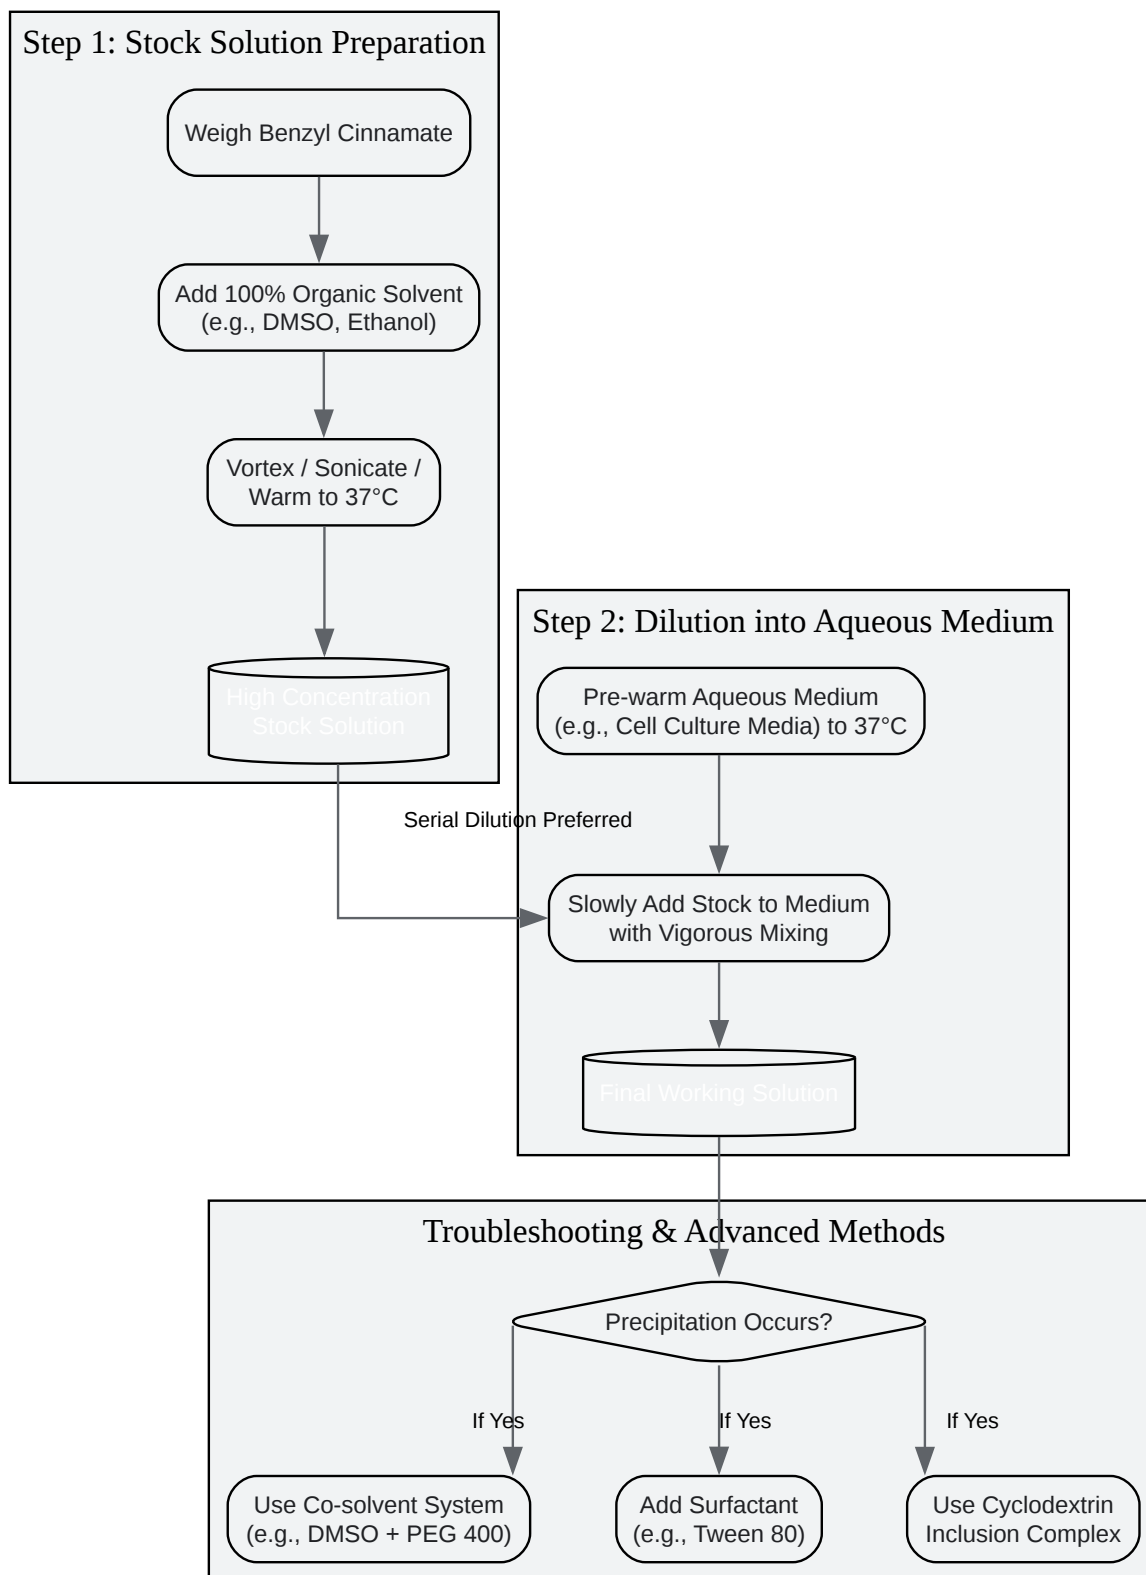 Step 1: Stock Solution Preparation
Weigh Benzyl Cinnamate
Add 100% Organic Solvent
(e.g., DMSO, Ethanol)
Vortex / Sonicate /
Warm to 37°C
High Concentration
Stock Solution
Step 2: Dilution into Aqueous Medium
Pre-warm Aqueous Medium
(e.g., Cell Culture Media) to 37°C
Serial Dilution Preferred
Slowly Add Stock to Medium
with Vigorous Mixing
Final Working Solution
Troubleshooting & Advanced Methods
Precipitation Occurs?
If Yes
If Yes
If Yes
Use Co-solvent System
(e.g., DMSO + PEG 400)
Add Surfactant
(e.g., Tween 80)
Use Cyclodextrin
Inclusion Complex